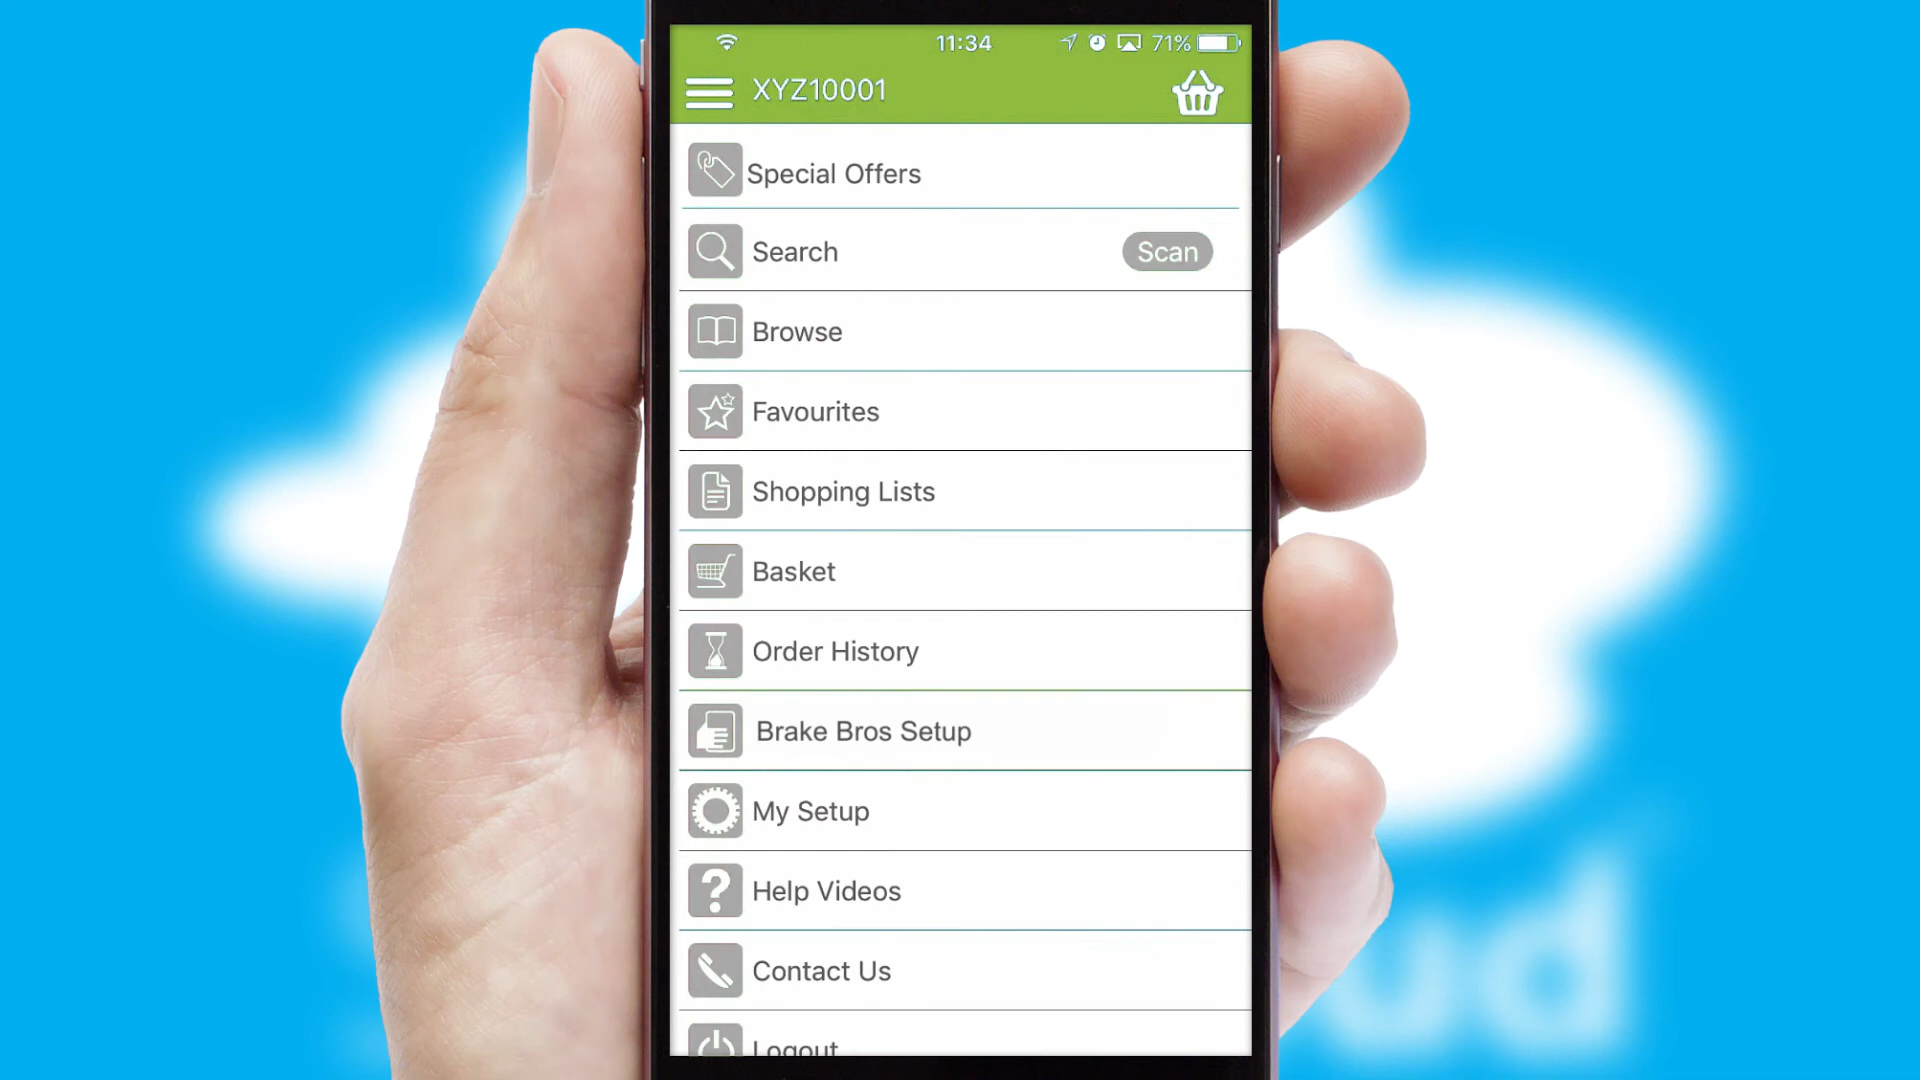 11:34 71%
XYZ10001
Special Offers
Search Scan
Browse
Favourites
Shopping Lists
Basket
Order History
Brake Bros Setup
My Setup
Help Videos
Contact Us
Logout